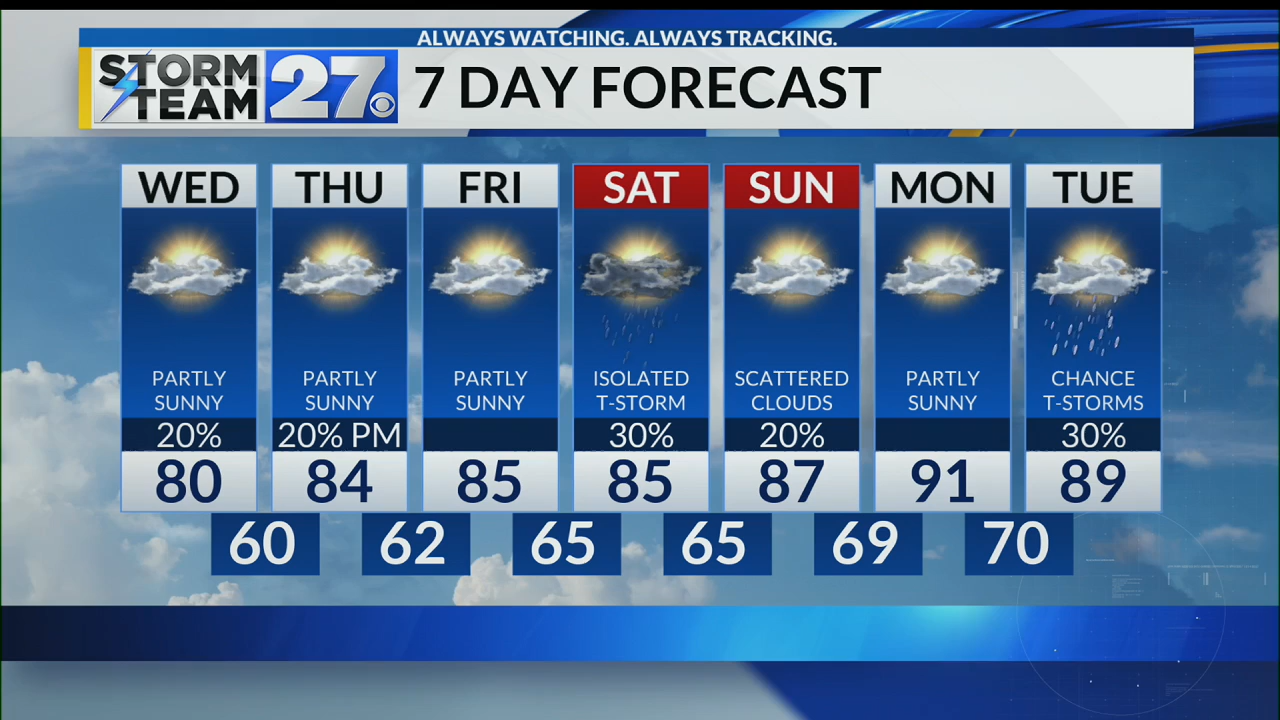 ALWAYS WATCHING. ALWAYS TRACKING.
STORM
TEAM
27
7 DAY FORECAST
WED THU FRI SAT SUN MON TUE
PARTLY SUNNY
PARTLY SUNNY
PARTLY SUNNY
ISOLATED T-STORM
SCATTERED CLOUDS
PARTLY SUNNY
CHANCE T-STORMS
20% 20% PM 30% 20% 30%
80 84 85 85 87 91 89
60 62 65 65 69 70